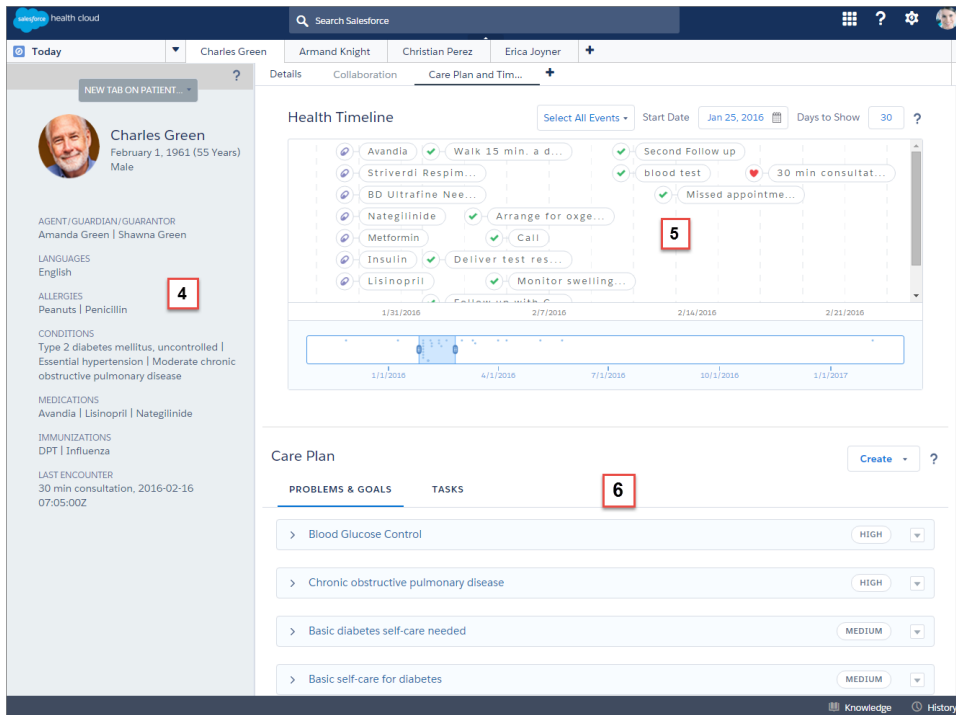 salesforce health cloud
Search Salesforce
?
Today
Charles Green
Armand Knight
Christian Perez
Erica Joyner
+
?
NEW TAB ON PATIENT...
Charles Green
February 1, 1961 (55 Years)
Male
AGENT/GUARDIAN/GUARANTOR
Amanda Green | Shawna Green
LANGUAGES
English
4
ALLERGIES
Peanuts | Penicillin
CONDITIONS
Type 2 diabetes mellitus, uncontrolled |
Essential hypertension | Moderate chronic
obstructive pulmonary disease
MEDICATIONS
Avandia | Lisinopril | Nategilinide
IMMUNIZATIONS
DPT | Influenza
LAST ENCOUNTER
30 min consultation, 2016-02-16
07:05:00Z
Details
Collaboration
Care Plan and Tim...
+
Health Timeline
Select All Events
Start Date
Jan 25, 2016
Days to Show
30
?
Avandia
Walk 15 min. a d...
Second Follow up
Striverdi Respim...
blood test
30 min consultat...
BD Ultrafine Nee...
Missed appointme...
Nategilinide
Arrange for oxge...
5
Metformin
Call
Insulin
Deliver test res...
Lisinopril
Monitor swelling...
Follow up with C...
1/31/2016
2/7/2016
2/14/2016
2/21/2016
1/1/2016
4/1/2016
7/1/2016
10/1/2016
1/1/2017
Care Plan
Create
?
PROBLEMS & GOALS
TASKS
6
Blood Glucose Control
HIGH
Chronic obstructive pulmonary disease
HIGH
Basic diabetes self-care needed
MEDIUM
Basic self-care for diabetes
MEDIUM
Knowledge
History